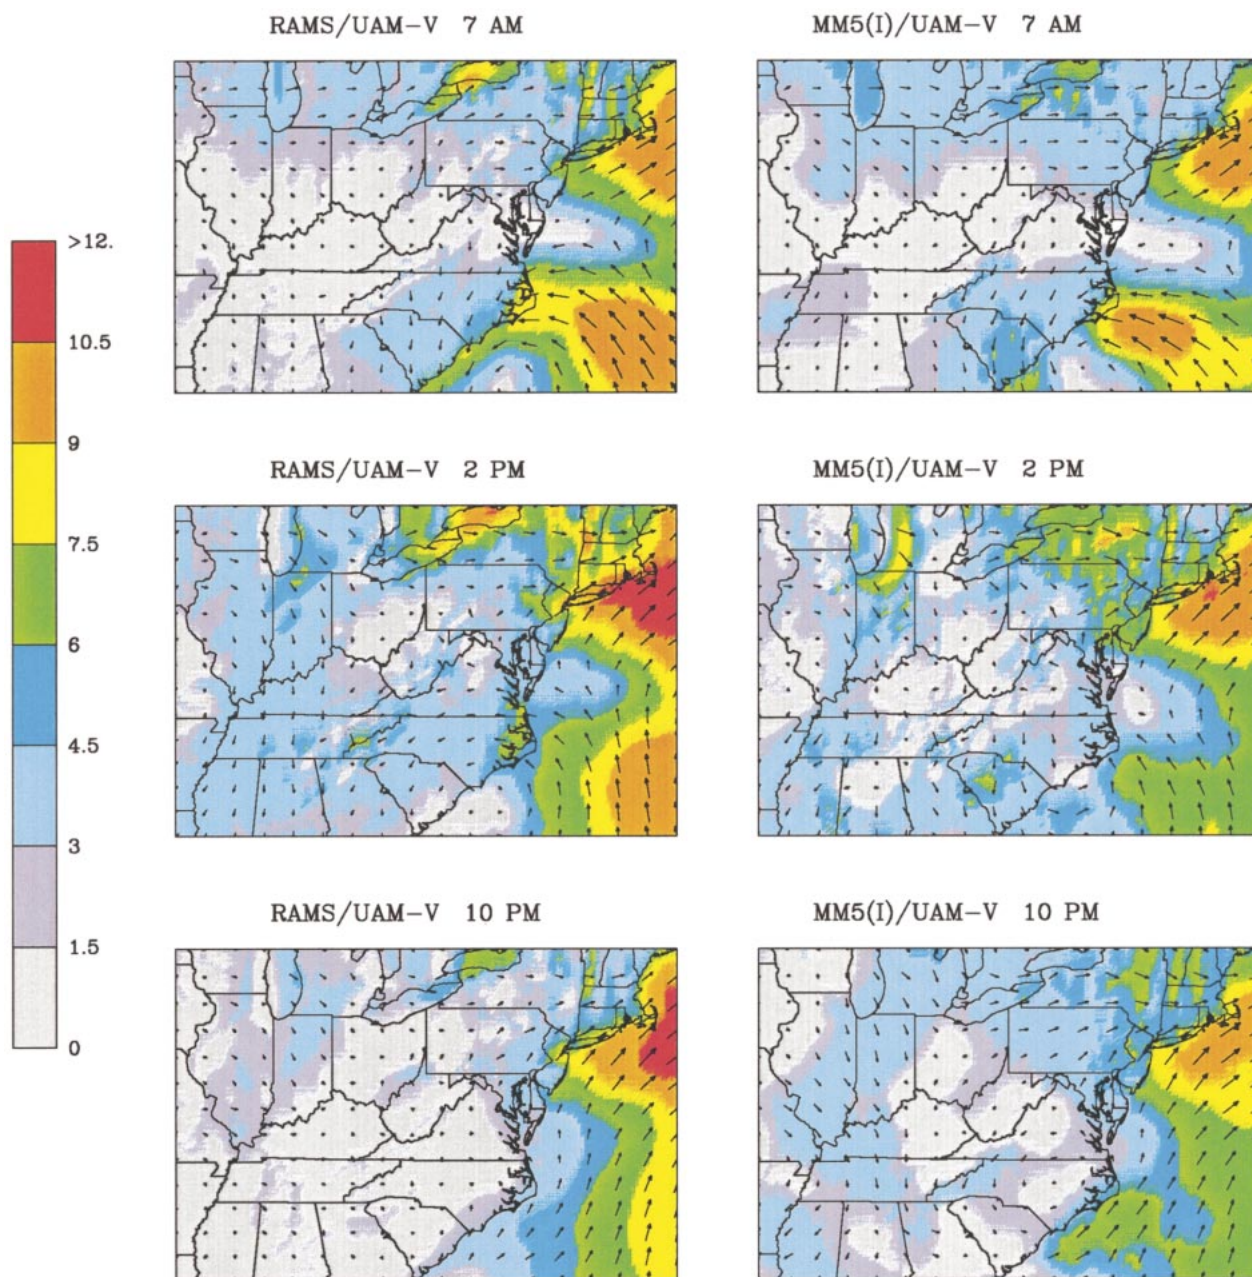 RAMS/UAM-V 7 AM
MM5(I)/UAM-V 7 AM
>12.
10.5
9
7.5
6
4.5
3
1.5
0
RAMS/UAM-V 2 PM
MM5(I)/UAM-V 2 PM
RAMS/UAM-V 10 PM
MM5(I)/UAM-V 10 PM